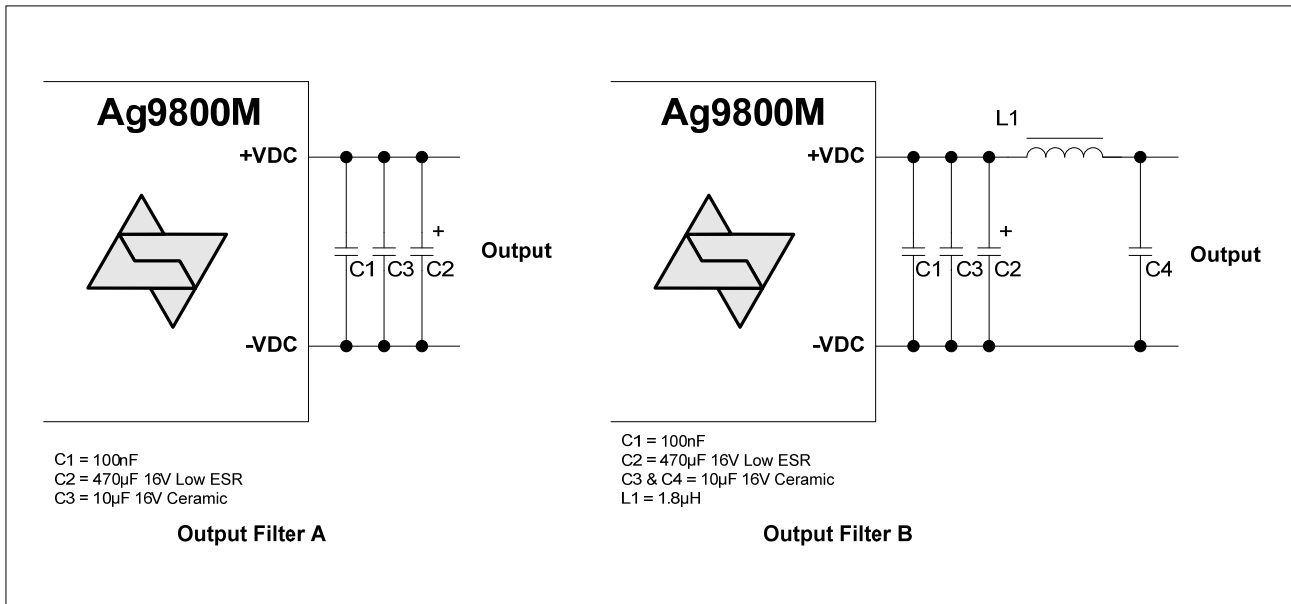 Ag9800M
+VDC
+
C1 C3 C2
Output
-VDC
C1 = 100nF
C2 = 470µF 16V Low ESR
C3 = 10µF 16V Ceramic
Output Filter A
Ag9800M
L1
+VDC
+
C1 C3 C2 C4
Output
-VDC
C1 = 100nF
C2 = 470µF 16V Low ESR
C3 & C4 = 10µF 16V Ceramic
L1 = 1.8µH
Output Filter B